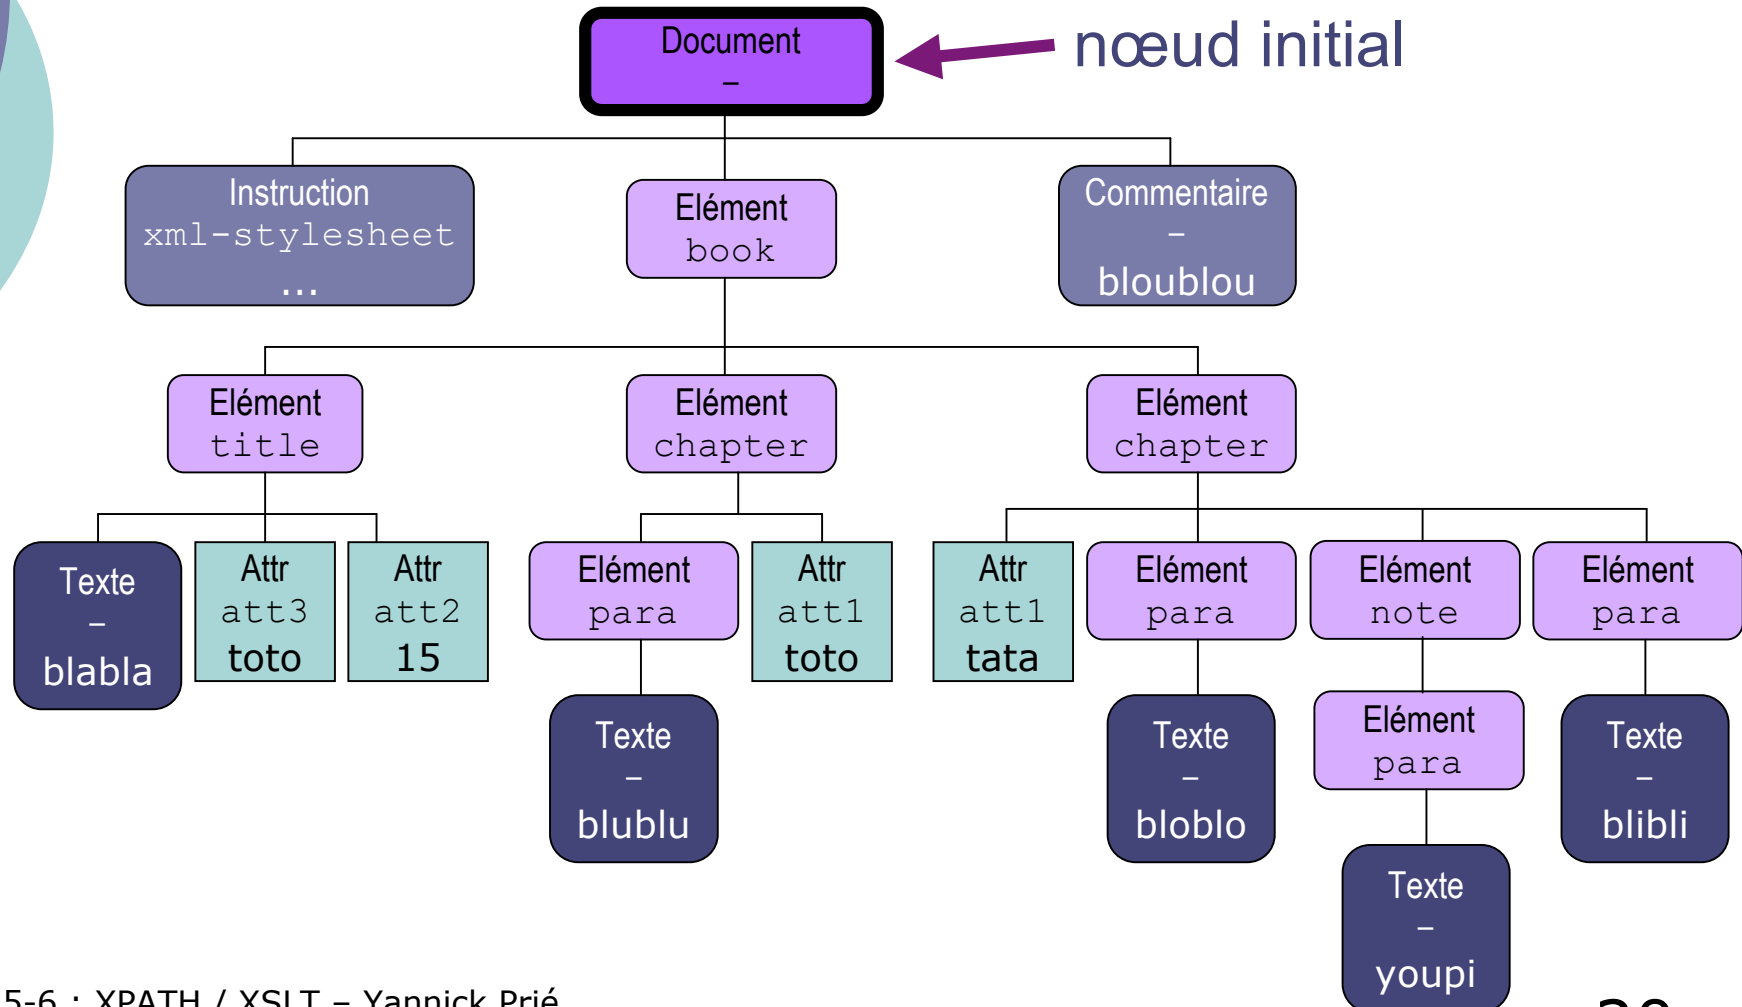 Document
–
nœud initial
Instruction
xml-stylesheet
...
Elément
book
Commentaire
–
bloublou
Elément
title
Elément
chapter
Elément
chapter
Texte
–
blabla
Attr
att3
toto
Attr
att2
15
Elément
para
Attr
att1
toto
Attr
att1
tata
Elément
para
Elément
note
Elément
para
Texte
–
blublu
Texte
–
bloblo
Elément
para
Texte
–
blibli
Texte
–
youpi
5-6 : XPATH / XSLT – Yannick Prié